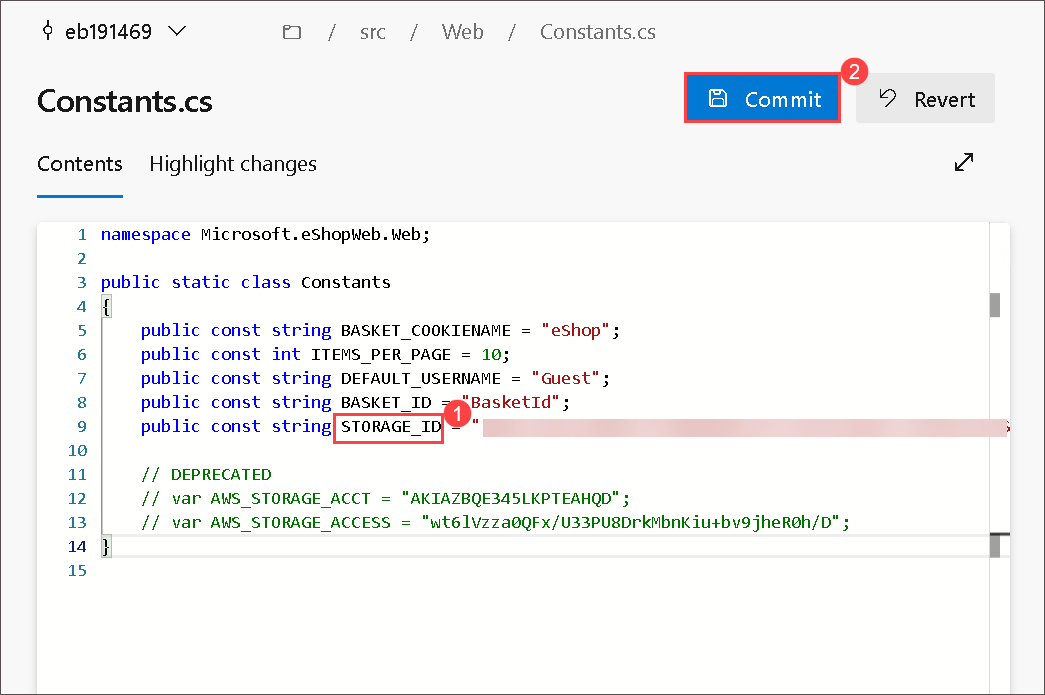 eb191469 / src / Web / Constants.cs
2
Constants.cs Commit Revert
Contents Highlight changes
1 namespace Microsoft.eShopWeb.Web;
2
3 public static class Constants
4 {
5 public const string BASKET_COOKIENAME = "eShop";
6 public const int ITEMS_PER_PAGE = 10;
7 public const string DEFAULT_USERNAME = "Guest";
8 public const string BASKET_ID = "BasketId";
1
9 public const string STORAGE_ID = "
10
11 // DEPRECATED
12 // var AWS_STORAGE_ACCT = "AKIAZBQE345LKPTEAHQD";
13 // var AWS_STORAGE_ACCESS = "wt6lVzza0QFx/U33PU8DrkMbnKiu+bv9jheR0h/D";
14 }
15